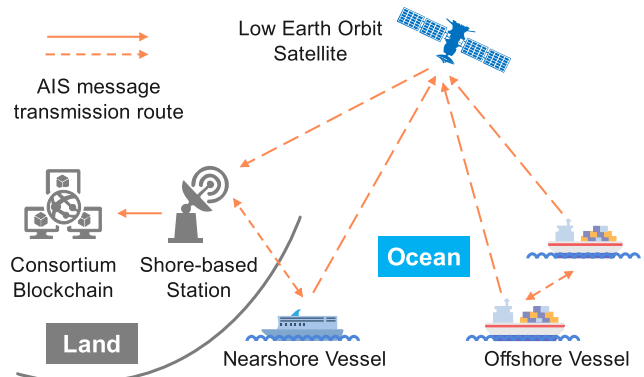 Low Earth Orbit
Satellite
AIS message
transmission route
Consortium
Blockchain
Shore-based
Station
Ocean
Land
Nearshore Vessel
Offshore Vessel